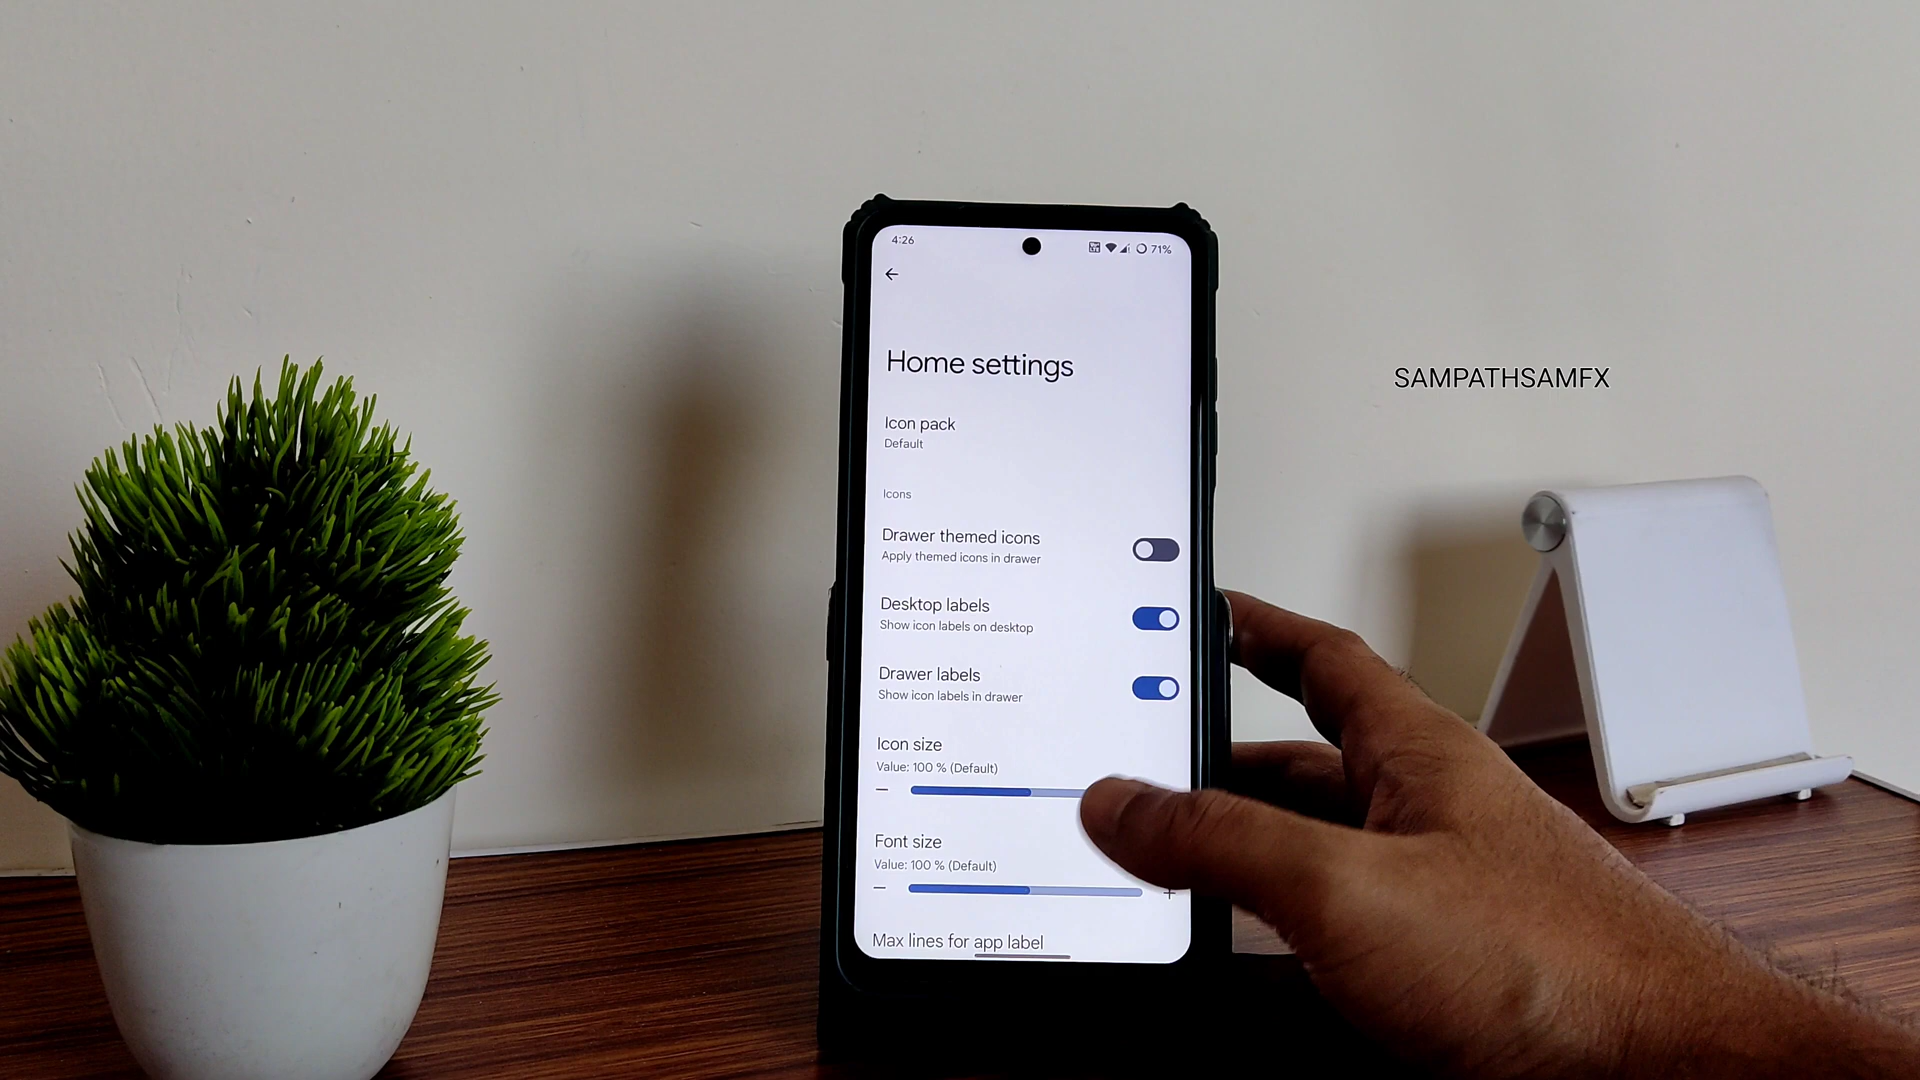 4:26
71%
Home settings
Icon pack
Default
Icons
Drawer themed icons
Apply themed icons in drawer
Desktop labels
Show icon labels on desktop
Drawer labels
Show icon labels in drawer
Icon size
Value: 100 % (Default)
Font size
Value: 100 % (Default)
Max lines for app label
SAMPATHSAMFX